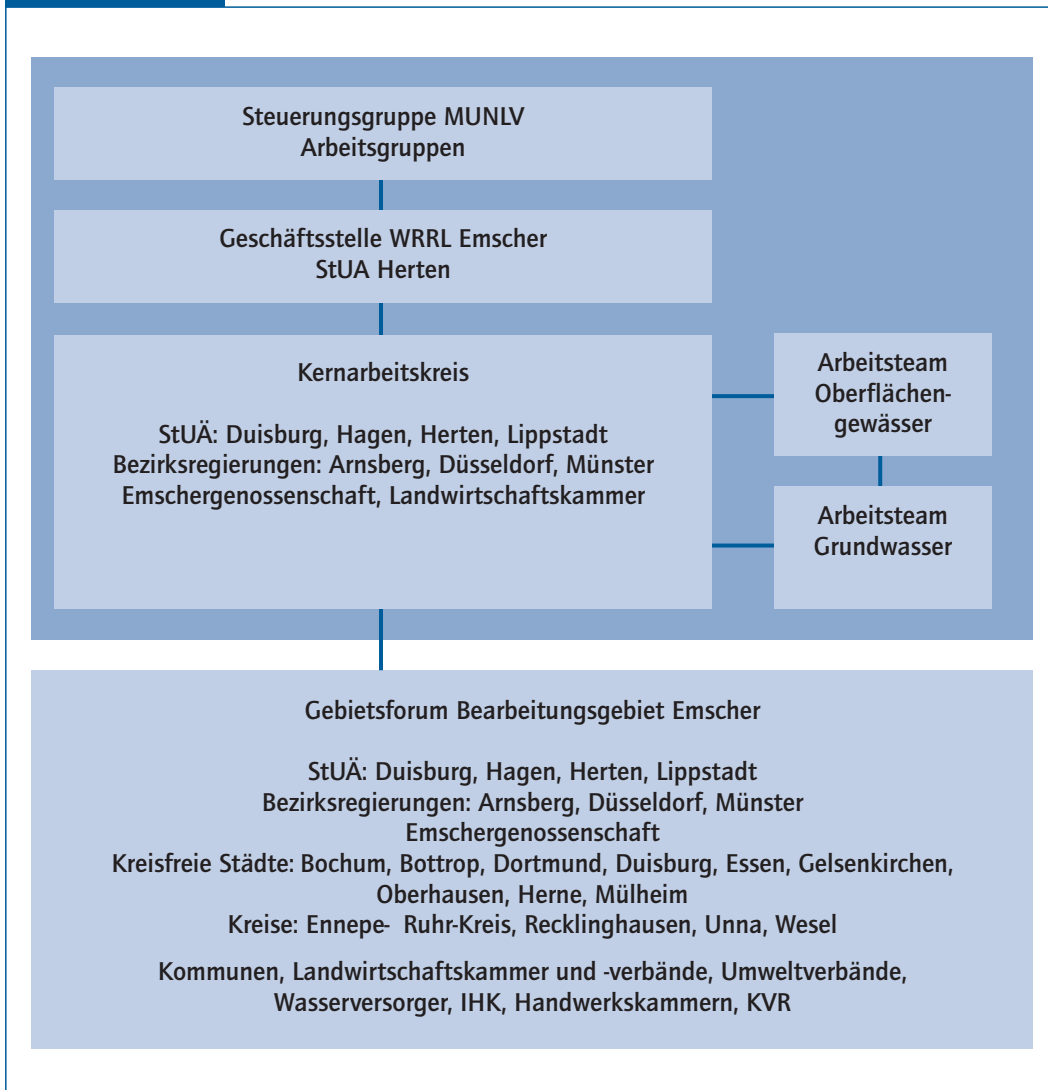 Steuerungsgruppe MUNLV
Arbeitsgruppen
Geschäftsstelle WRRL Emscher
StUA Herten
Kernarbeitskreis
StUÄ: Duisburg, Hagen, Herten, Lippstadt
Bezirksregierungen: Arnsberg, Düsseldorf, Münster
Emschergenossenschaft, Landwirtschaftskammer
Arbeitsteam
Oberflächen-
gewässer
Arbeitsteam
Grundwasser
Gebietsforum Bearbeitungsgebiet Emscher
StUÄ: Duisburg, Hagen, Herten, Lippstadt
Bezirksregierungen: Arnsberg, Düsseldorf, Münster
Emschergenossenschaft
Kreisfreie Städte: Bochum, Bottrop, Dortmund, Duisburg, Essen, Gelsenkirchen,
Oberhausen, Herne, Mülheim
Kreise: Ennepe- Ruhr-Kreis, Recklinghausen, Unna, Wesel
Kommunen, Landwirtschaftskammer und -verbände, Umweltverbände,
Wasserversorger, IHK, Handwerkskammern, KVR